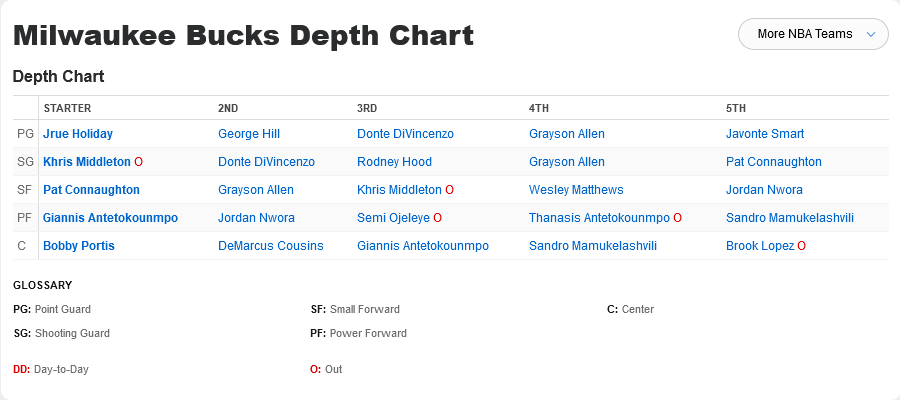 Milwaukee Bucks Depth Chart
More NBA Teams
Depth Chart
STARTER 2ND 3RD 4TH 5TH
PG Jrue Holiday George Hill Donte DiVincenzo Grayson Allen Javonte Smart
SG Khris Middleton O Donte DiVincenzo Rodney Hood Grayson Allen Pat Connaughton
SF Pat Connaughton Grayson Allen Khris Middleton O Wesley Matthews Jordan Nwora
PF Giannis Antetokounmpo Jordan Nwora Semi Ojeleye O Thanasis Antetokounmpo O Sandro Mamukelashvili
C Bobby Portis DeMarcus Cousins Giannis Antetokounmpo Sandro Mamukelashvili Brook Lopez O
GLOSSARY
PG: Point Guard SF: Small Forward C: Center
SG: Shooting Guard PF: Power Forward
DD: Day-to-Day O: Out